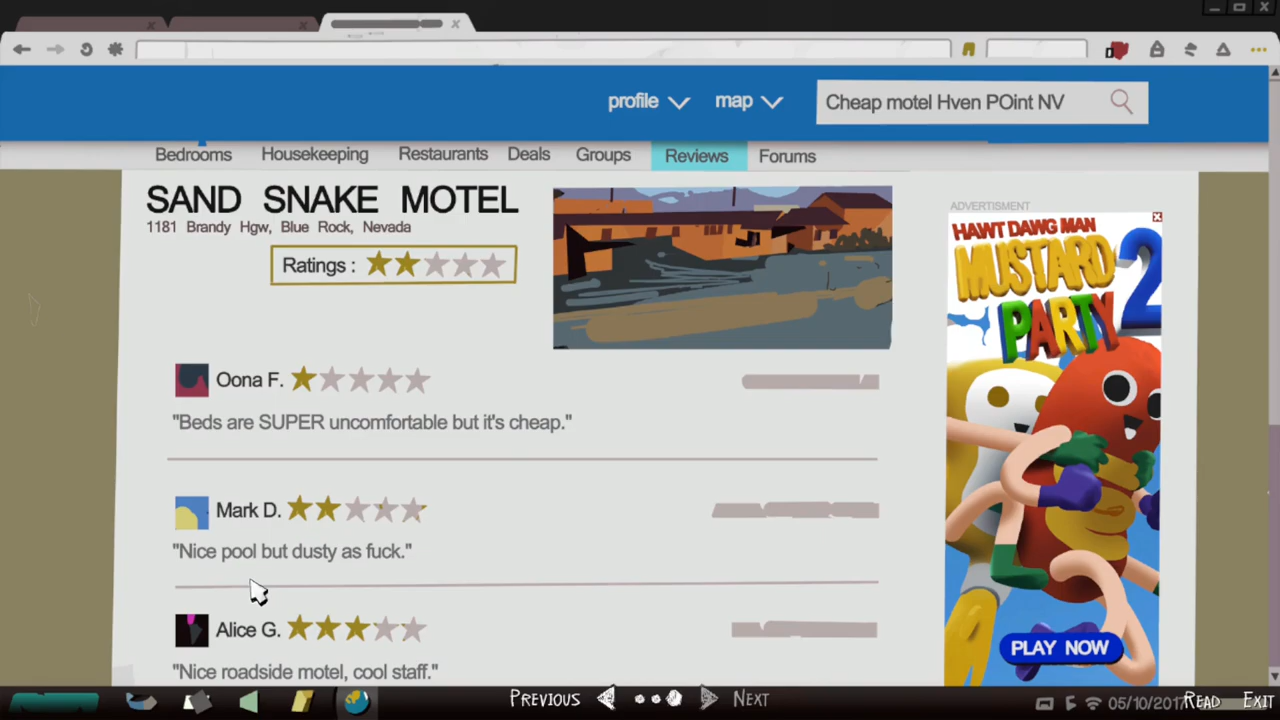 profile
map
Cheap motel Hven POint NV
Bedrooms Housekeeping Restaurants Deals Groups Reviews Forums
SAND SNAKE MOTEL
1181 Brandy Hgw, Blue Rock, Nevada
Ratings :
Oona F.
"Beds are SUPER uncomfortable but it's cheap."
Mark D.
"Nice pool but dusty as fuck."
Alice G.
"Nice roadside motel, cool staff."
ADVERTISMENT
HAWT DAWG MAN
MUSTARD
PARTY 2
PLAY NOW
PREVIOUS NEXT
05/10/2017
READ EXIT